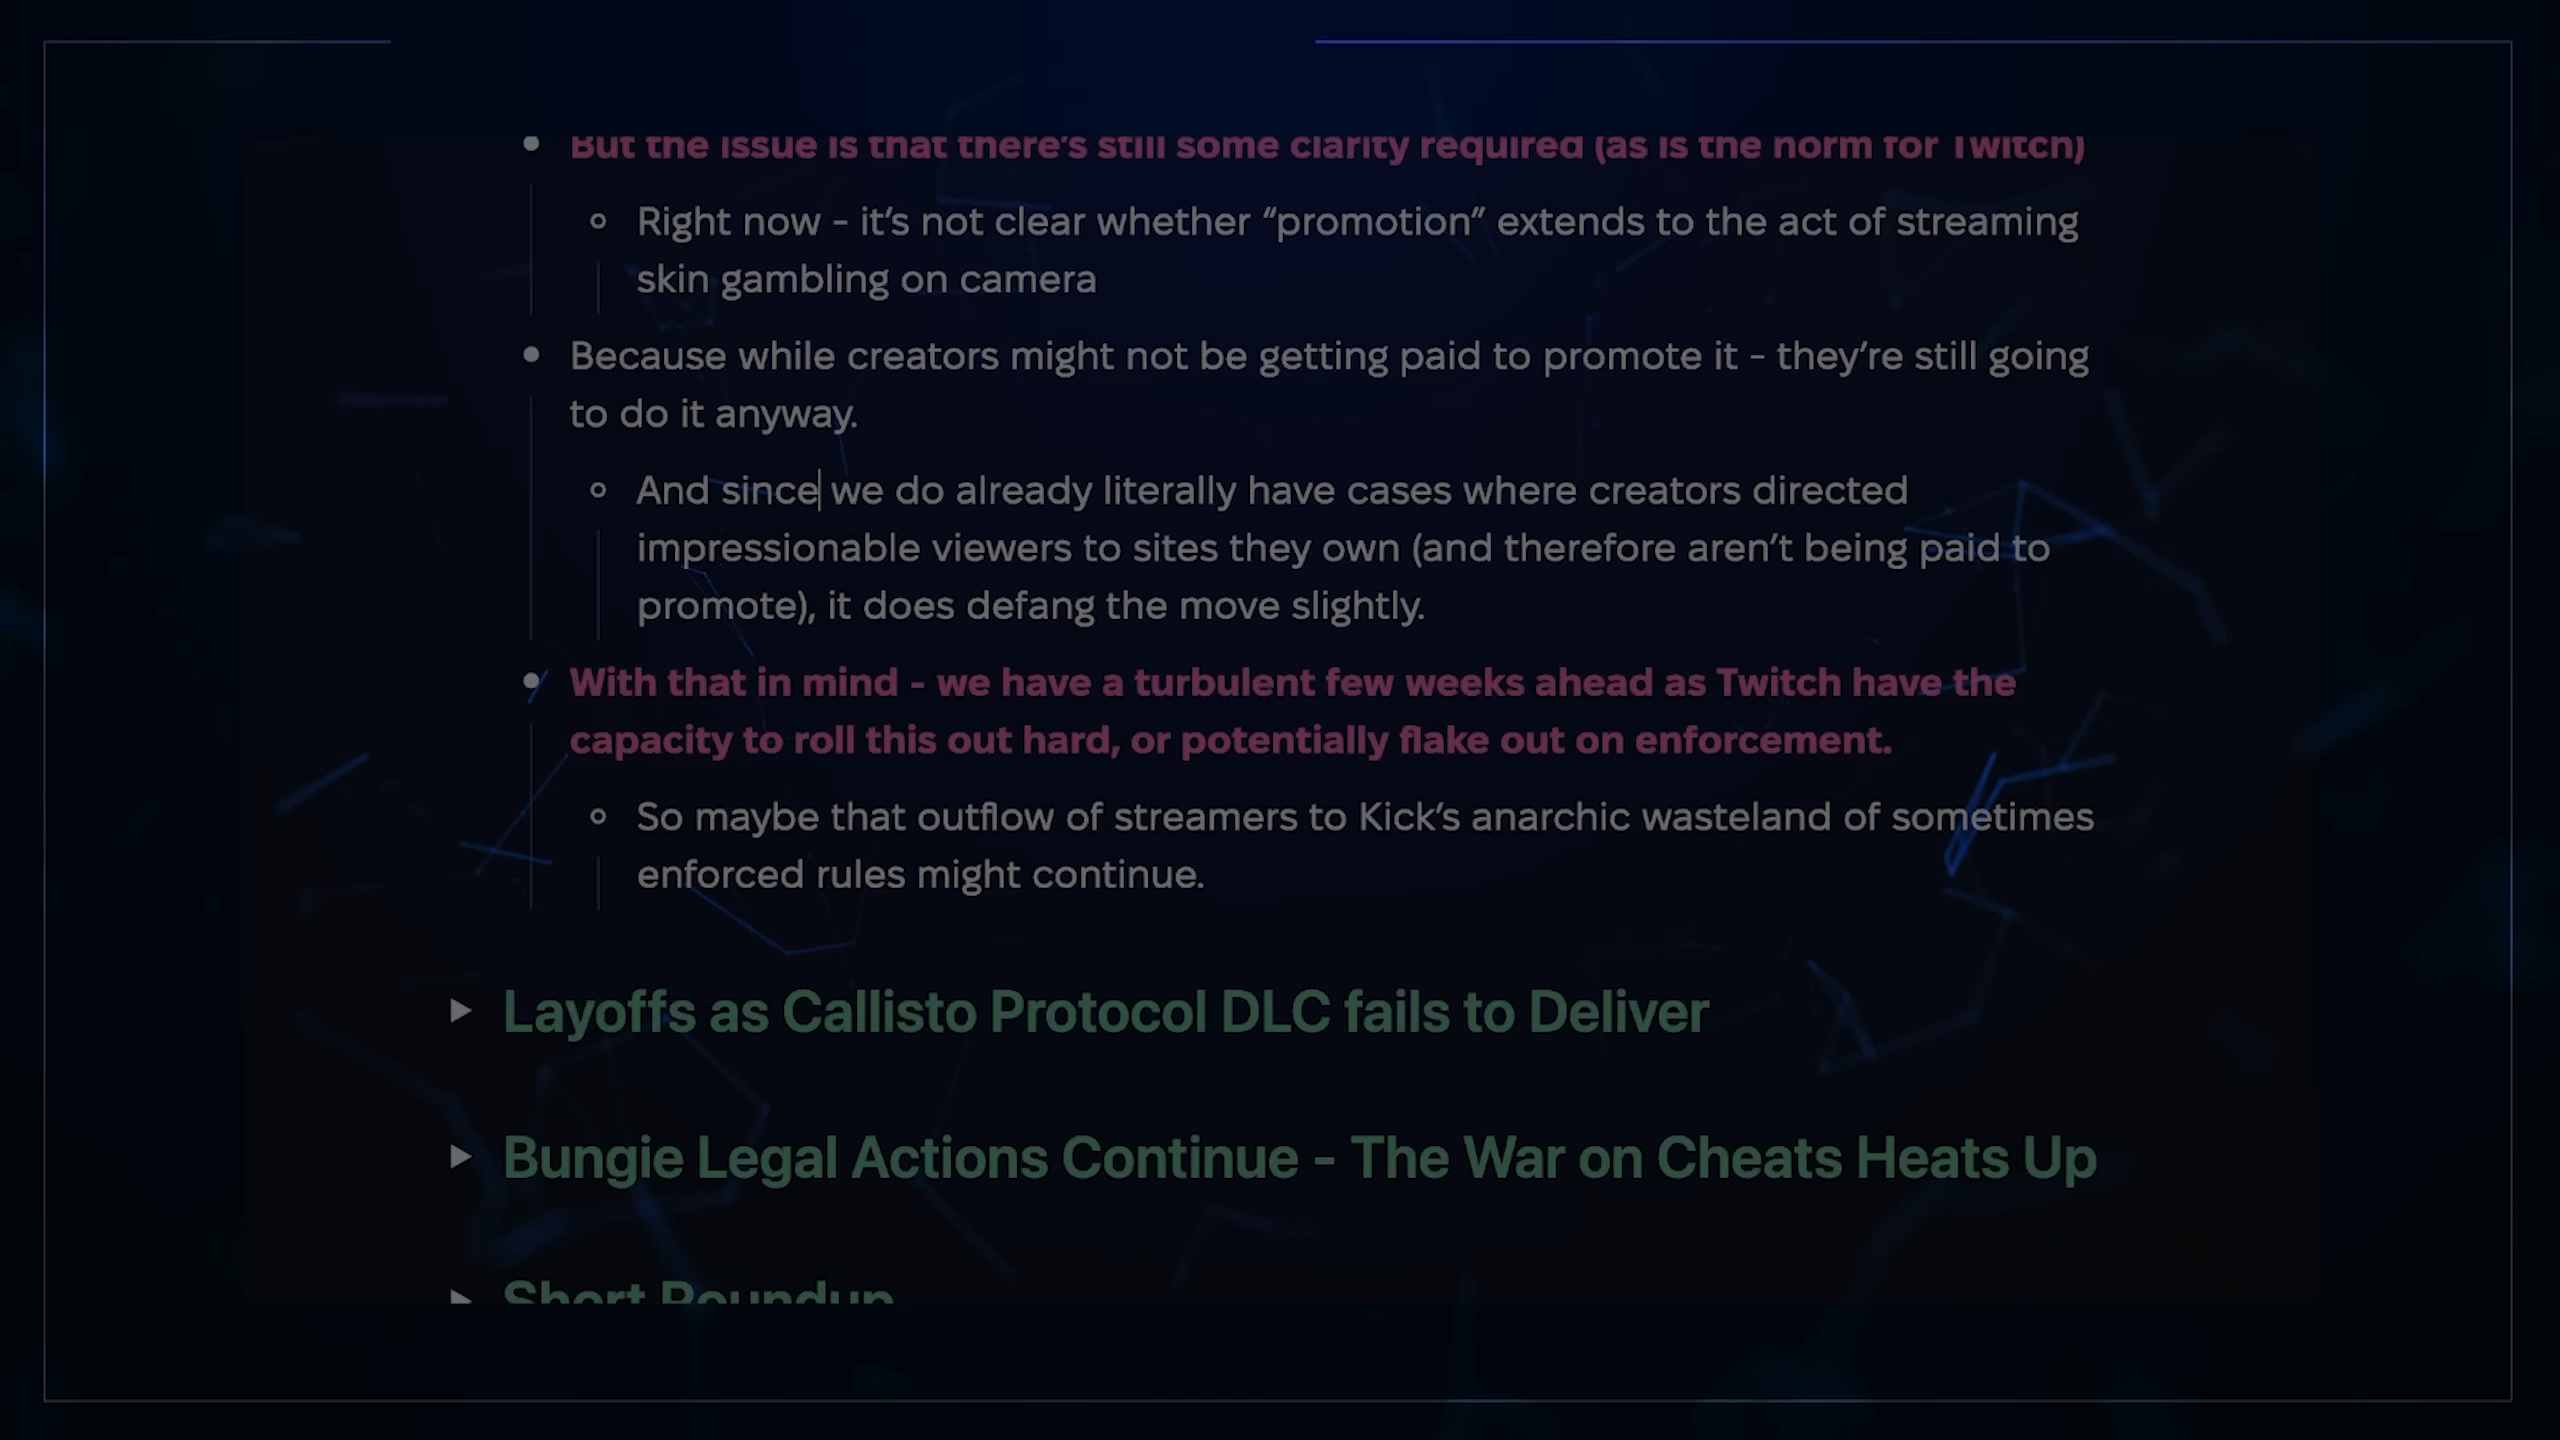 But the issue is that there's still some clarity required (as is the norm for Twitch)
Right now - it's not clear whether “promotion” extends to the act of streaming
skin gambling on camera
Because while creators might not be getting paid to promote it - they're still going
to do it anyway.
And since we do already literally have cases where creators directed
impressionable viewers to sites they own (and therefore aren't being paid to
promote), it does defang the move slightly.
With that in mind - we have a turbulent few weeks ahead as Twitch have the
capacity to roll this out hard, or potentially flake out on enforcement.
So maybe that outflow of streamers to Kick's anarchic wasteland of sometimes
enforced rules might continue.
Layoffs as Callisto Protocol DLC fails to Deliver
Bungie Legal Actions Continue - The War on Cheats Heats Up
Short Roundup